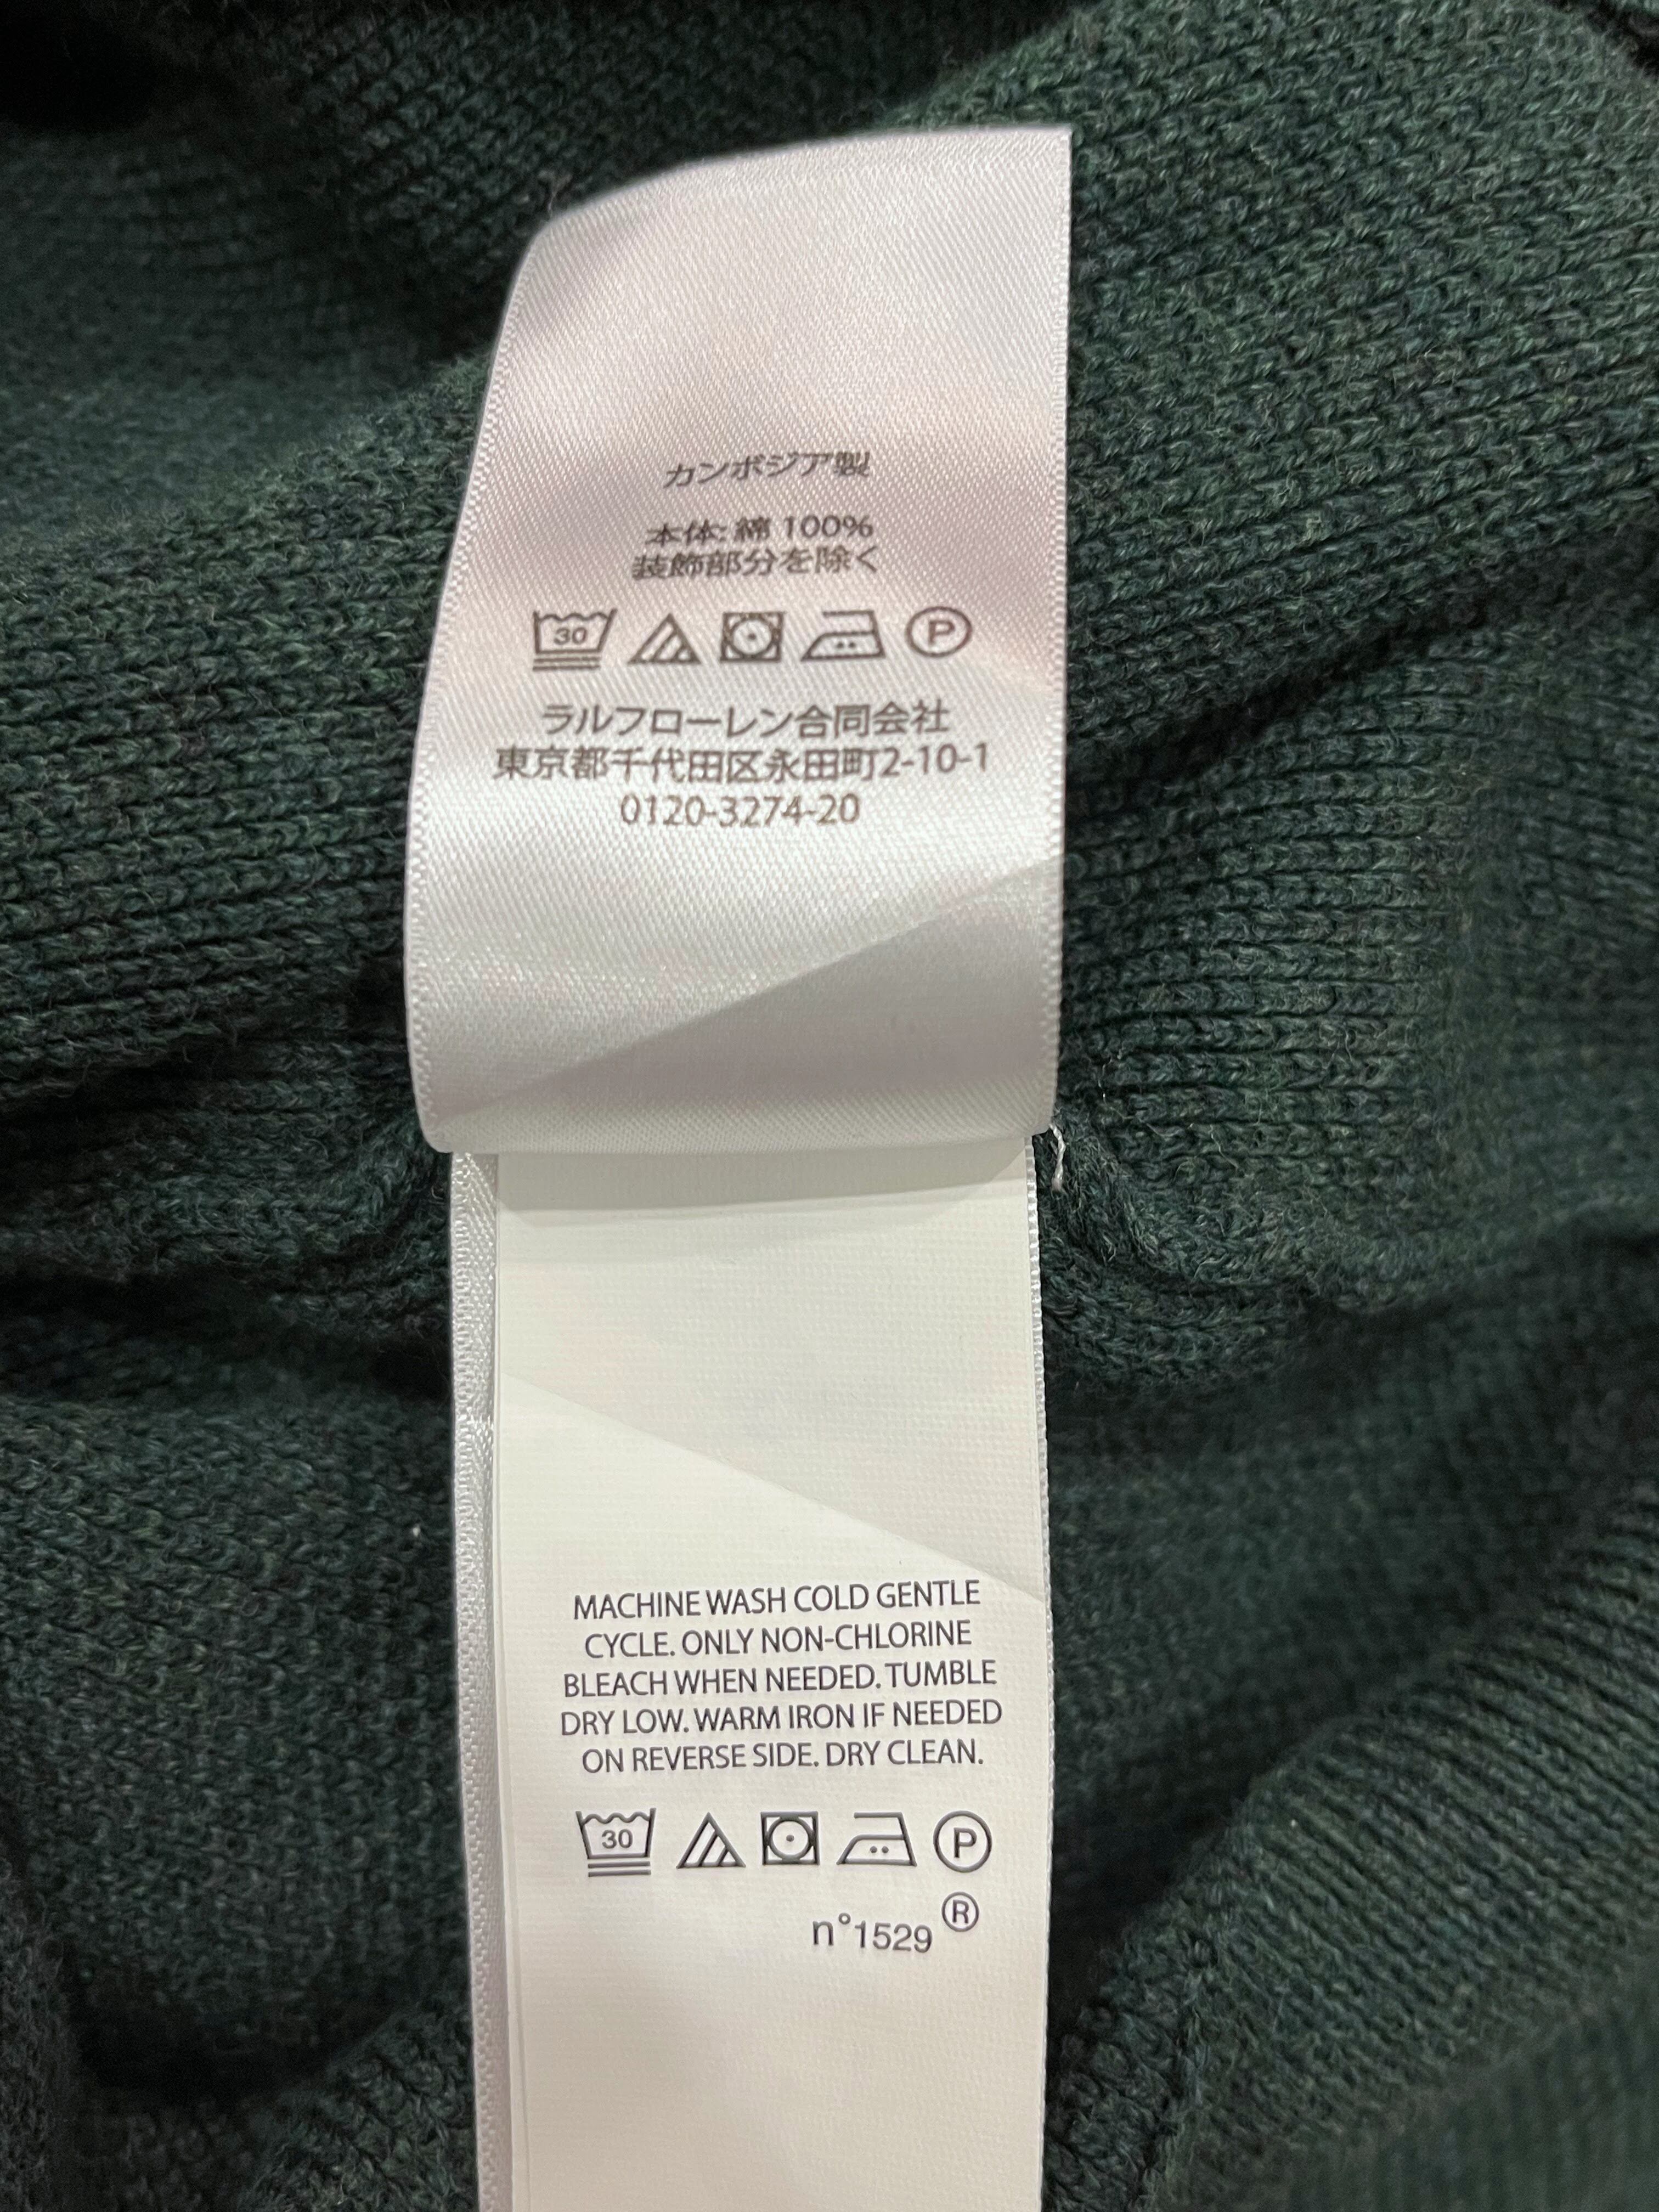 カンボジア製
本体: 綿 100%
装飾部分を除く
30
P
ラルフローレン合同会社
東京都千代田区永田町2-10-1
0120-3274-20
MACHINE WASH COLD GENTLE
CYCLE. ONLY NON-CHLORINE
BLEACH WHEN NEEDED. TUMBLE
DRY LOW. WARM IRON IF NEEDED
ON REVERSE SIDE. DRY CLEAN.
30
P
n°1529 ®